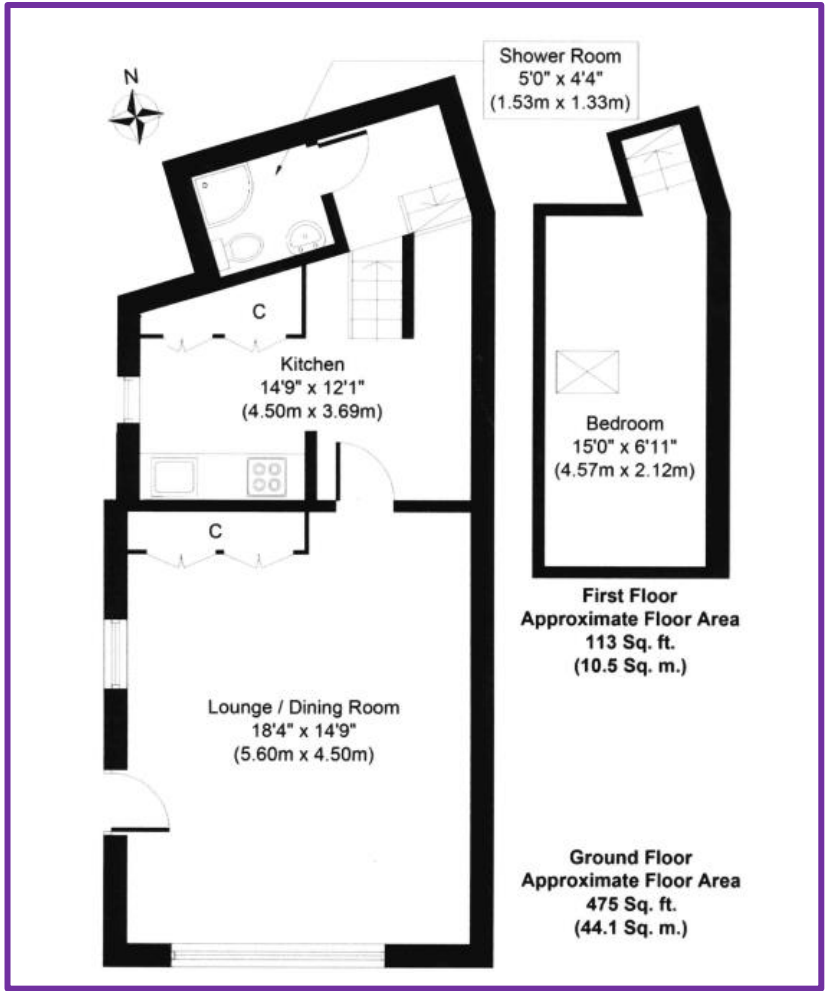 Shower Room
5'0" x 4'4"
(1.53m x 1.33m)
N
C
Kitchen
14'9" x 12'1"
(4.50m x 3.69m)
C
Lounge / Dining Room
18'4" x 14'9"
(5.60m x 4.50m)
Bedroom
15'0" x 6'11"
(4.57m x 2.12m)
First Floor
Approximate Floor Area
113 Sq. ft.
(10.5 Sq. m.)
Ground Floor
Approximate Floor Area
475 Sq. ft.
(44.1 Sq. m.)